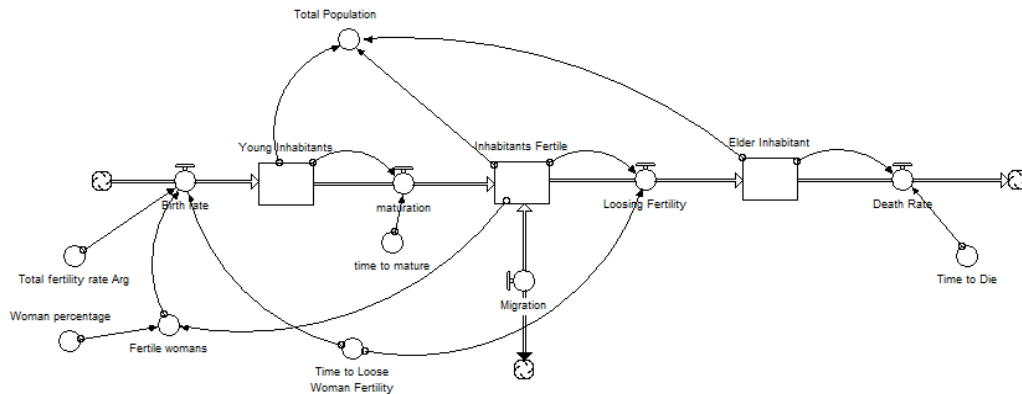 Total Population
Young Inhabitants
Inhabitants Fertile
Elder Inhabitant
Birth rate
maturation
Loosing Fertility
Death Rate
Total fertility rate Arg
time to mature
Time to Die
Woman percentage
Migration
Fertile womans
Time to Loose
Woman Fertility